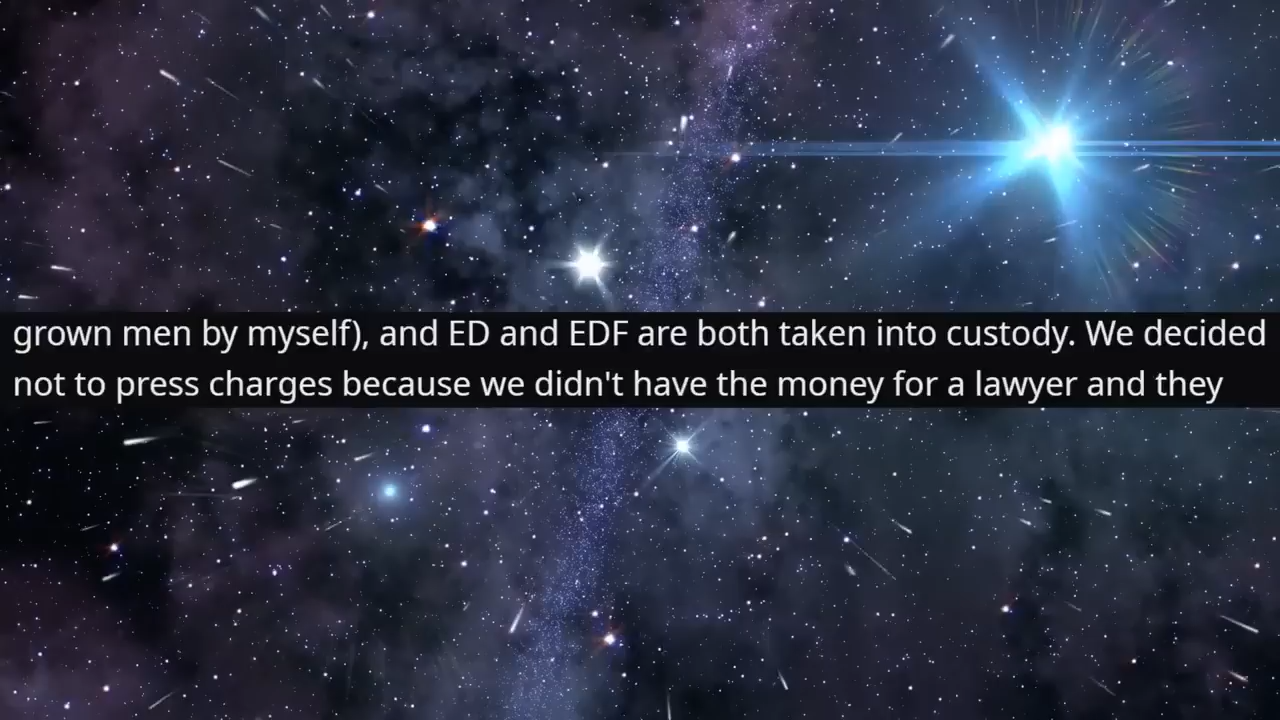 grown men by myself), and ED and EDF are both taken into custody. We decided
not to press charges because we didn't have the money for a lawyer and they